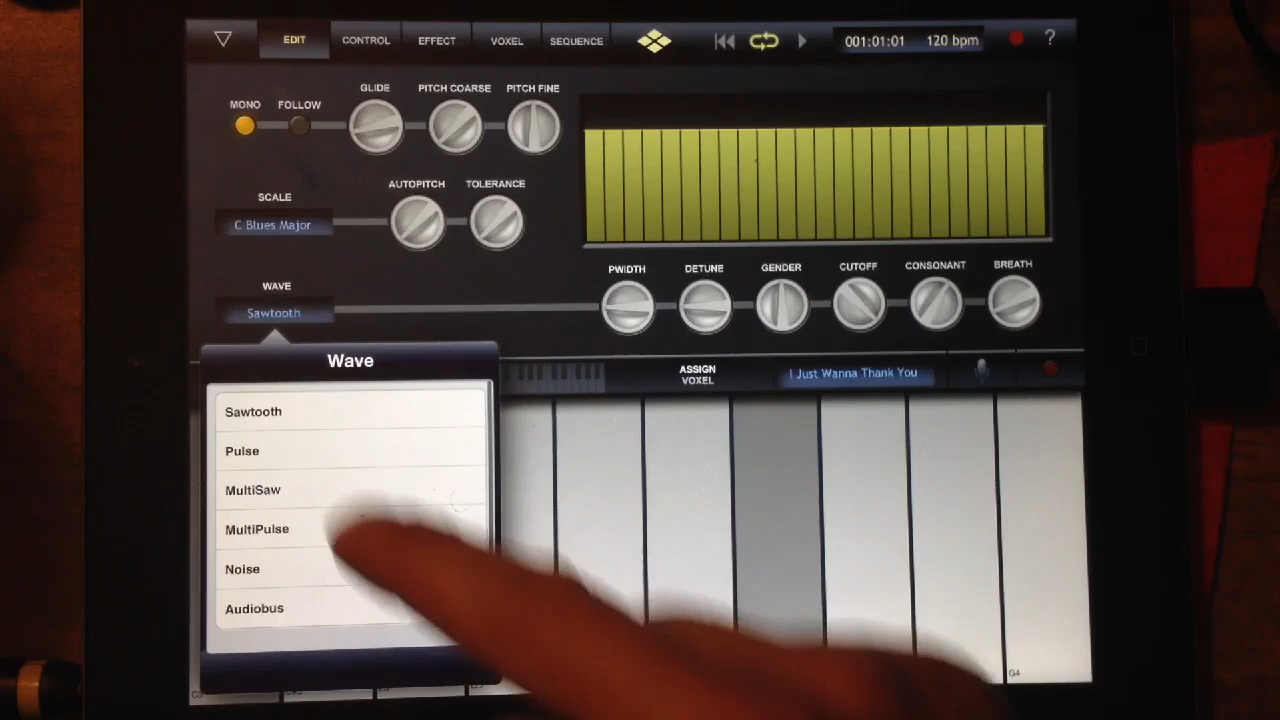 EDIT
CONTROL
EFFECT
VOXEL
SEQUENCE
001:01:01
120 bpm
?
MONO
FOLLOW
GLIDE
PITCH COARSE
PITCH FINE
SCALE
C Blues Major
AUTOPITCH
TOLERANCE
WAVE
Sawtooth
PWIDTH
DETUNE
GENDER
CUTOFF
CONSONANT
BREATH
Wave
Sawtooth
Pulse
MultiSaw
MultiPulse
Noise
Audiobus
ASSIGN
VOXEL
I Just Wanna Thank You
G4